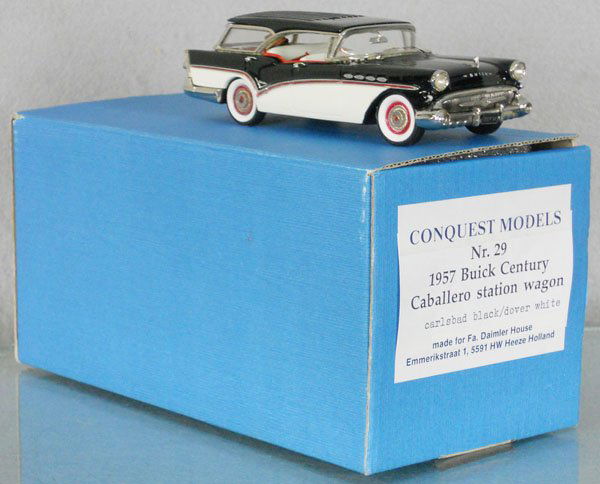 BUICK
CONQUEST MODELS
Nr. 29
1957 Buick Century
Caballero station wagon
carlsbad black/dover white
made for Fa. Daimler House
Emmerikstraat 1, 5591 HW Heeze Holland